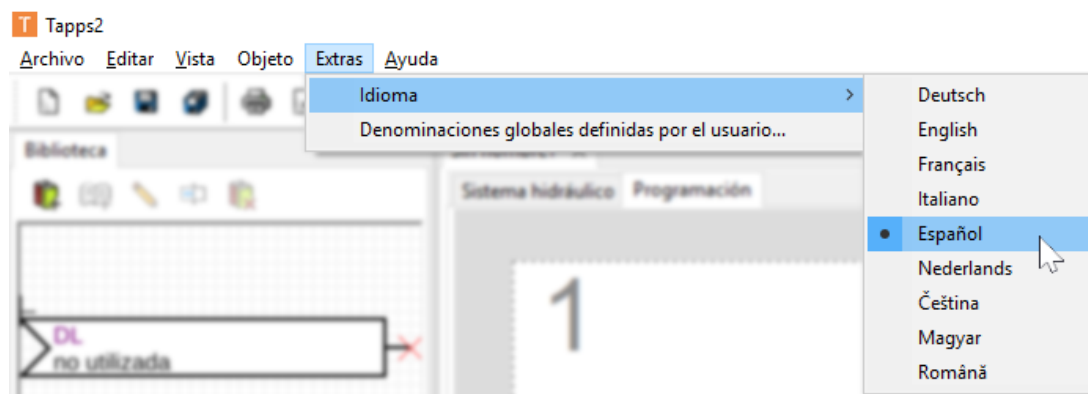 T Tapps2
Archivo Editar Vista Objeto Extras Ayuda
Idioma
Denominaciones globales definidas por el usuario...
Deutsch
English
Français
Italiano
Español
Nederlands
Čeština
Magyar
Română
Biblioteca
Sistema hidráulico Programación
1
DL
no utilizada